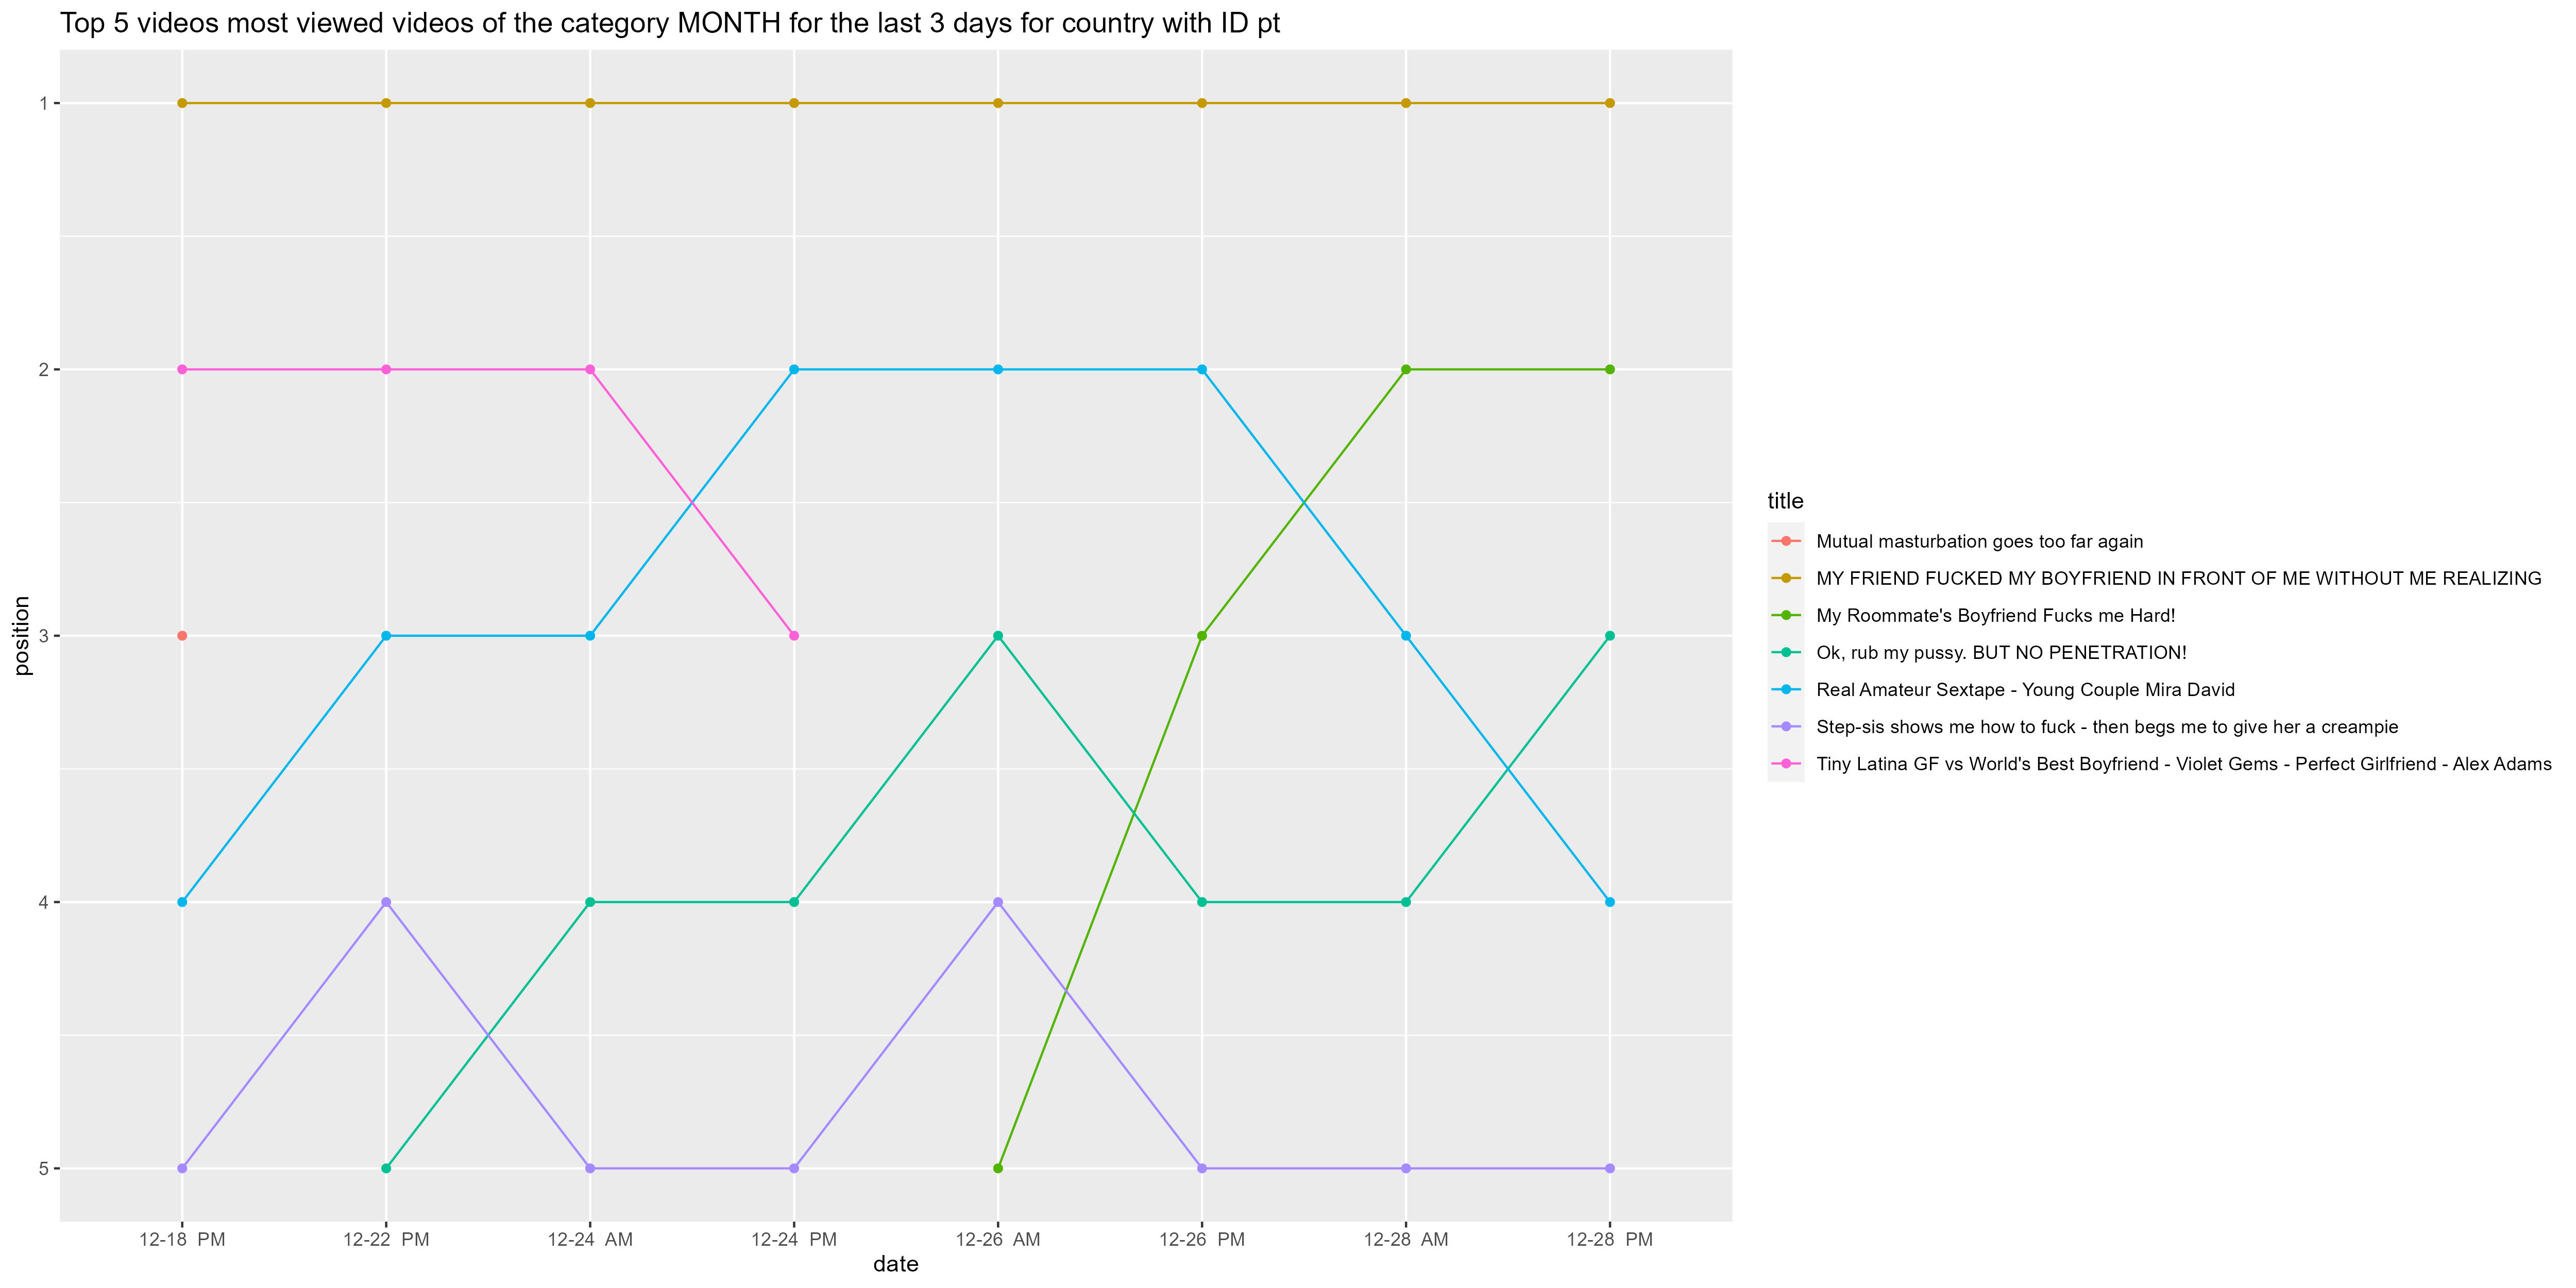 Top 5 videos most viewed videos of the category MONTH for the last 3 days for country with ID pt
1
2
3
4
5
position
12-18 PM
12-22 PM
12-24 AM
12-24 PM
12-26 AM
12-26 PM
12-28 AM
12-28 PM
date
title
Mutual masturbation goes too far again
MY FRIEND FUCKED MY BOYFRIEND IN FRONT OF ME WITHOUT ME REALIZING
My Roommate's Boyfriend Fucks me Hard!
Ok, rub my pussy. BUT NO PENETRATION!
Real Amateur Sextape - Young Couple Mira David
Step-sis shows me how to fuck - then begs me to give her a creampie
Tiny Latina GF vs World's Best Boyfriend - Violet Gems - Perfect Girlfriend - Alex Adams